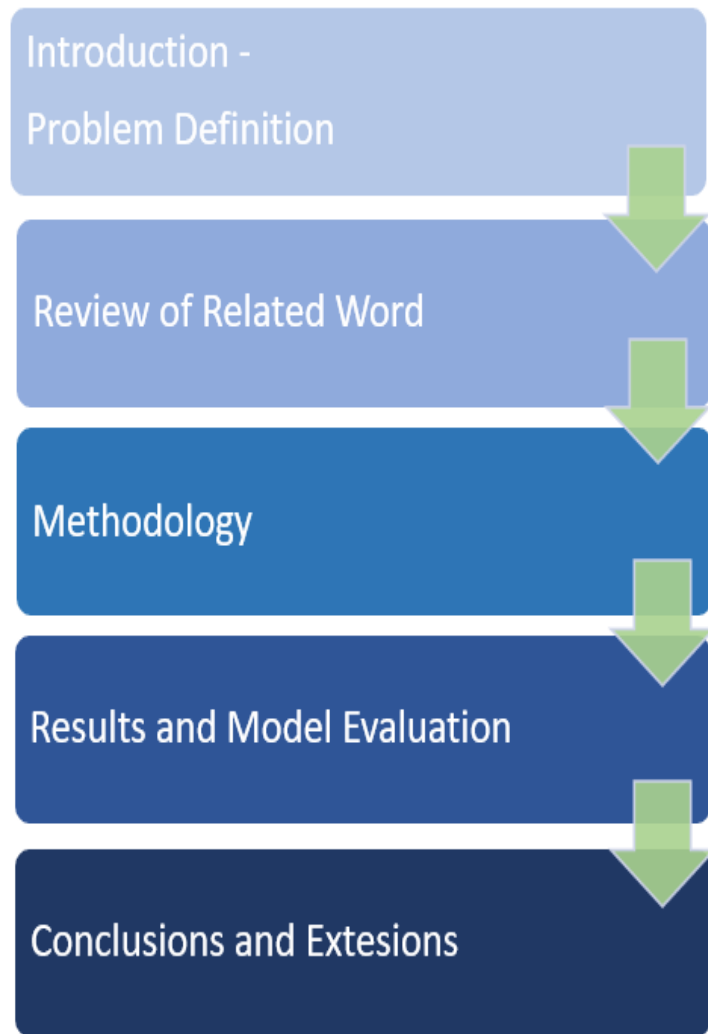 Introduction -
Problem Definition
Review of Related Word
Methodology
Results and Model Evaluation
Conclusions and Extesions